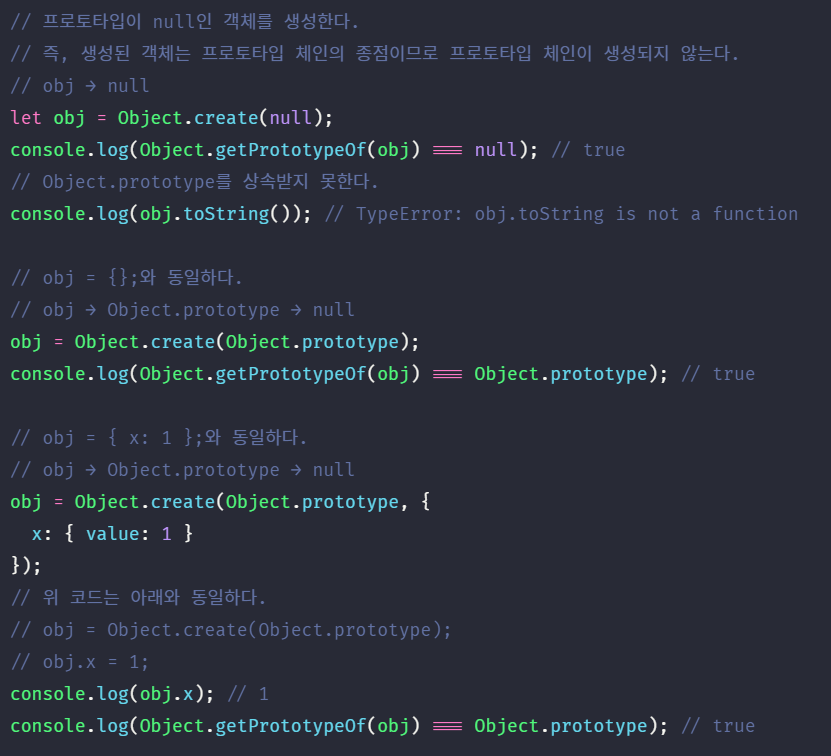 // 프로토타입이 null인 객체를 생성한다.
// 즉, 생성된 객체는 프로토타입 체인의 종점이므로 프로토타입 체인이 생성되지 않는다.
// obj → null
let obj = Object.create(null);
console.log(Object.getPrototypeOf(obj) === null); // true
// Object.prototype를 상속받지 못한다.
console.log(obj.toString()); // TypeError: obj.toString is not a function

// obj = {};와 동일하다.
// obj → Object.prototype → null
obj = Object.create(Object.prototype);
console.log(Object.getPrototypeOf(obj) === Object.prototype); // true

// obj = { x: 1 };와 동일하다.
// obj → Object.prototype → null
obj = Object.create(Object.prototype, {
  x: { value: 1 }
});
// 위 코드는 아래와 동일하다.
// obj = Object.create(Object.prototype);
// obj.x = 1;
console.log(obj.x); // 1
console.log(Object.getPrototypeOf(obj) === Object.prototype); // true